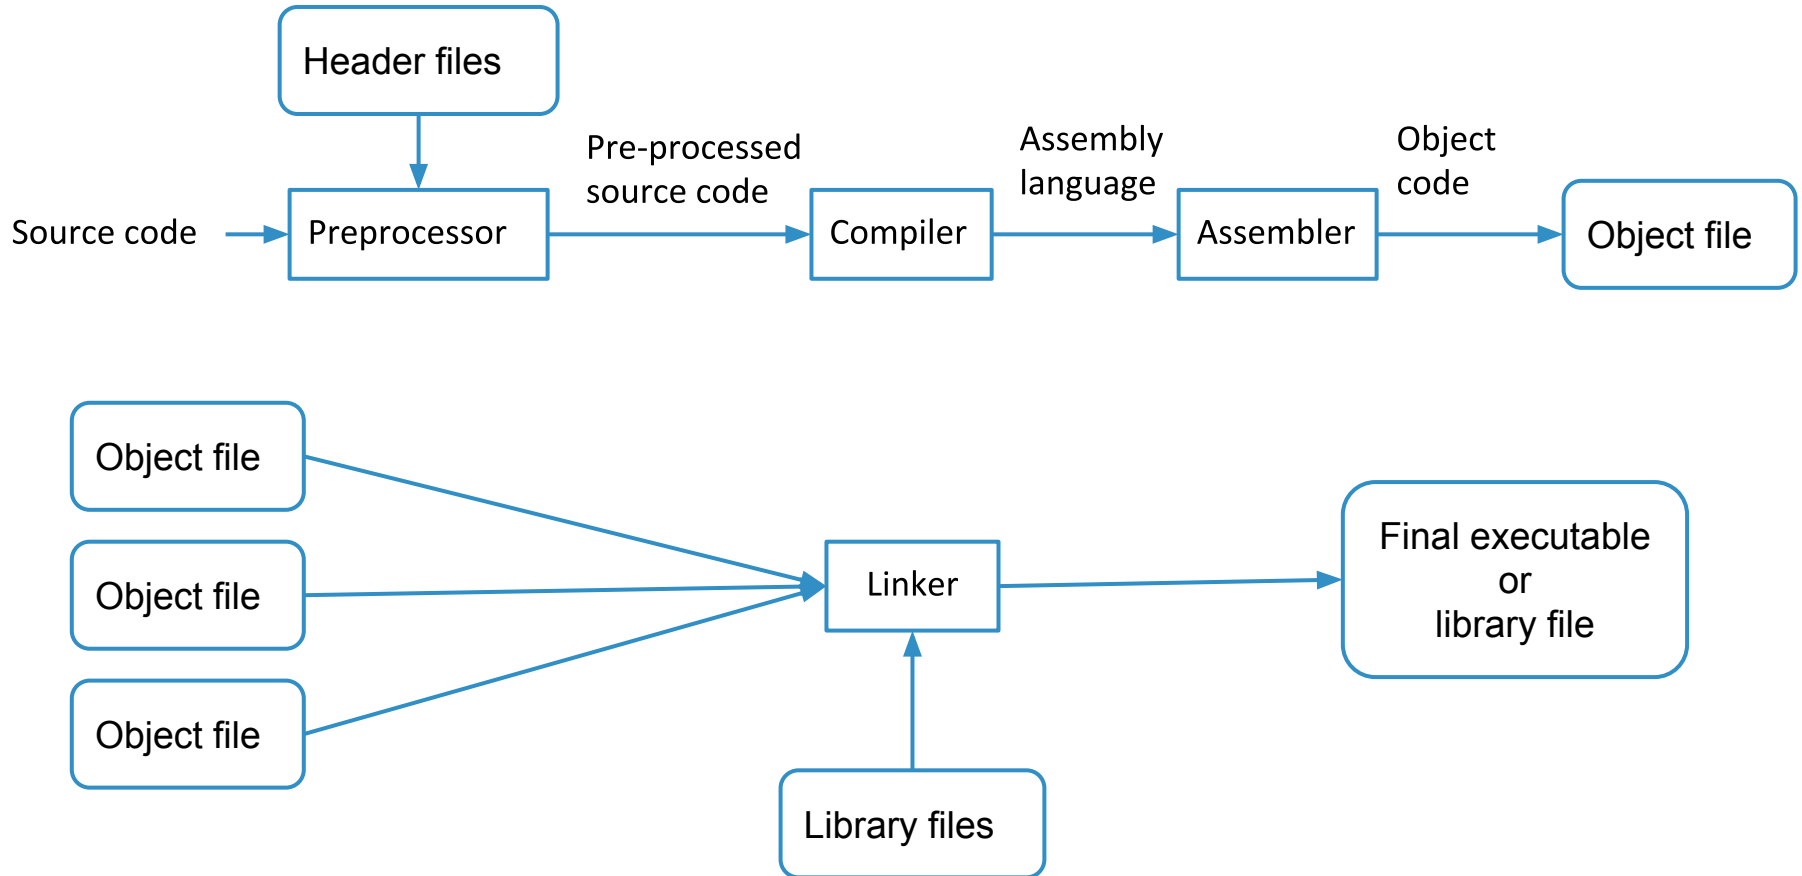 Header files
Pre-processed
source code
Assembly
language
Object
code
Source code
Preprocessor
Compiler
Assembler
Object file
Object file
Object file
Object file
Linker
Final executable
or
library file
Library files